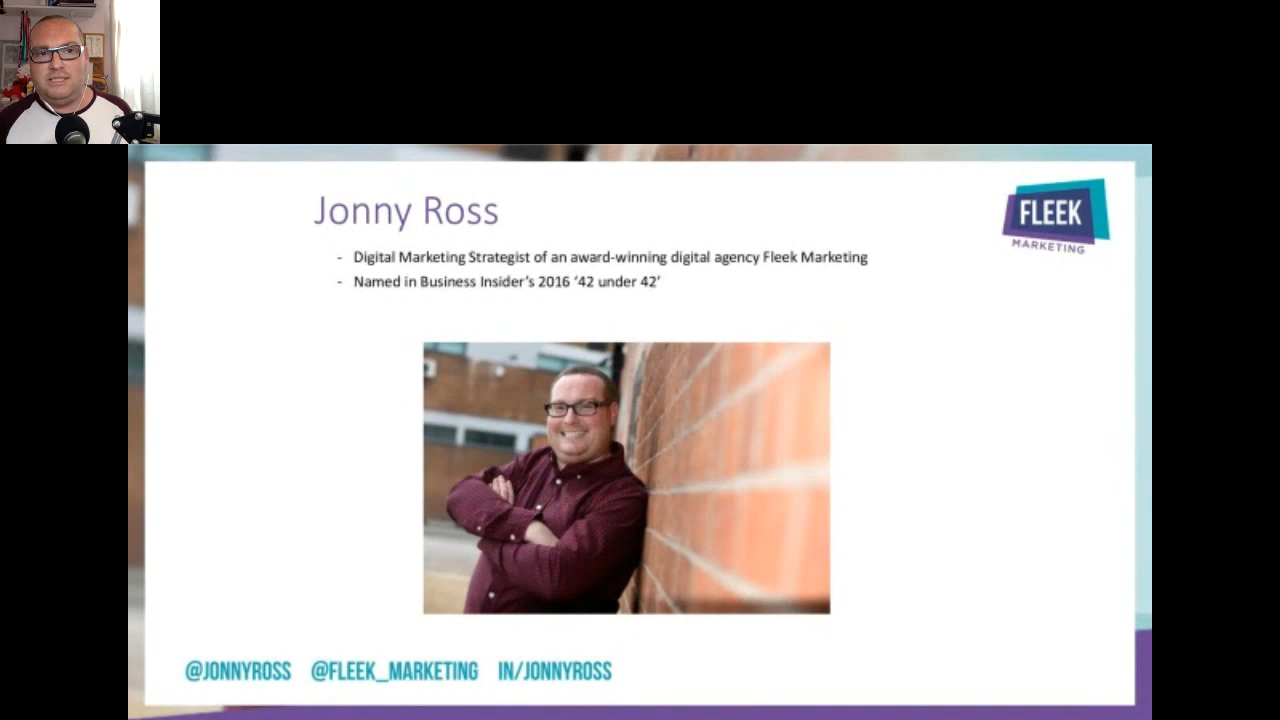 Jonny Ross
FLEEK
MARKETING
- Digital Marketing Strategist of an award-winning digital agency Fleek Marketing
- Named in Business Insider's 2016 '42 under 42'
@JONNYROSS @FLEEK_MARKETING IN/JONNYROSS